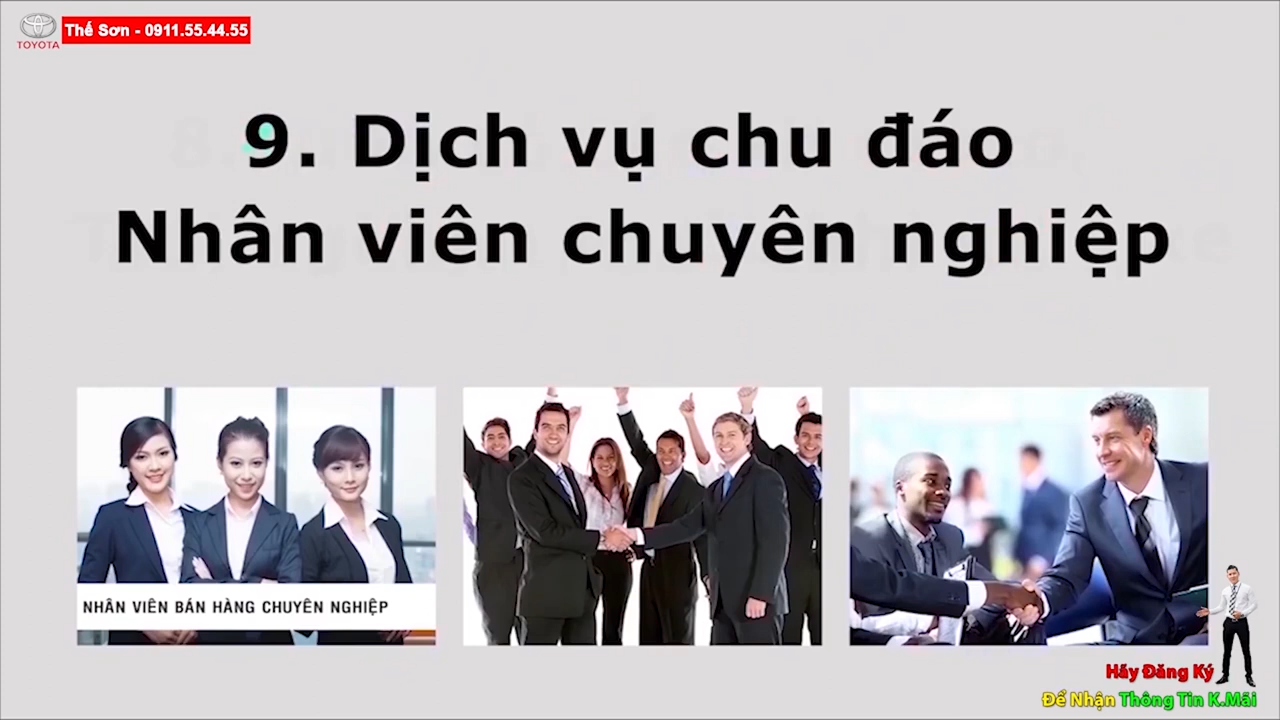 TOYOTA
Thế Sơn - 0911.55.44.55
9. Dịch vụ chu đáo
Nhân viên chuyên nghiệp
NHÂN VIÊN BÁN HÀNG CHUYÊN NGHIỆP
Hãy Đăng Ký
Để Nhận Thông Tin K.Mãi